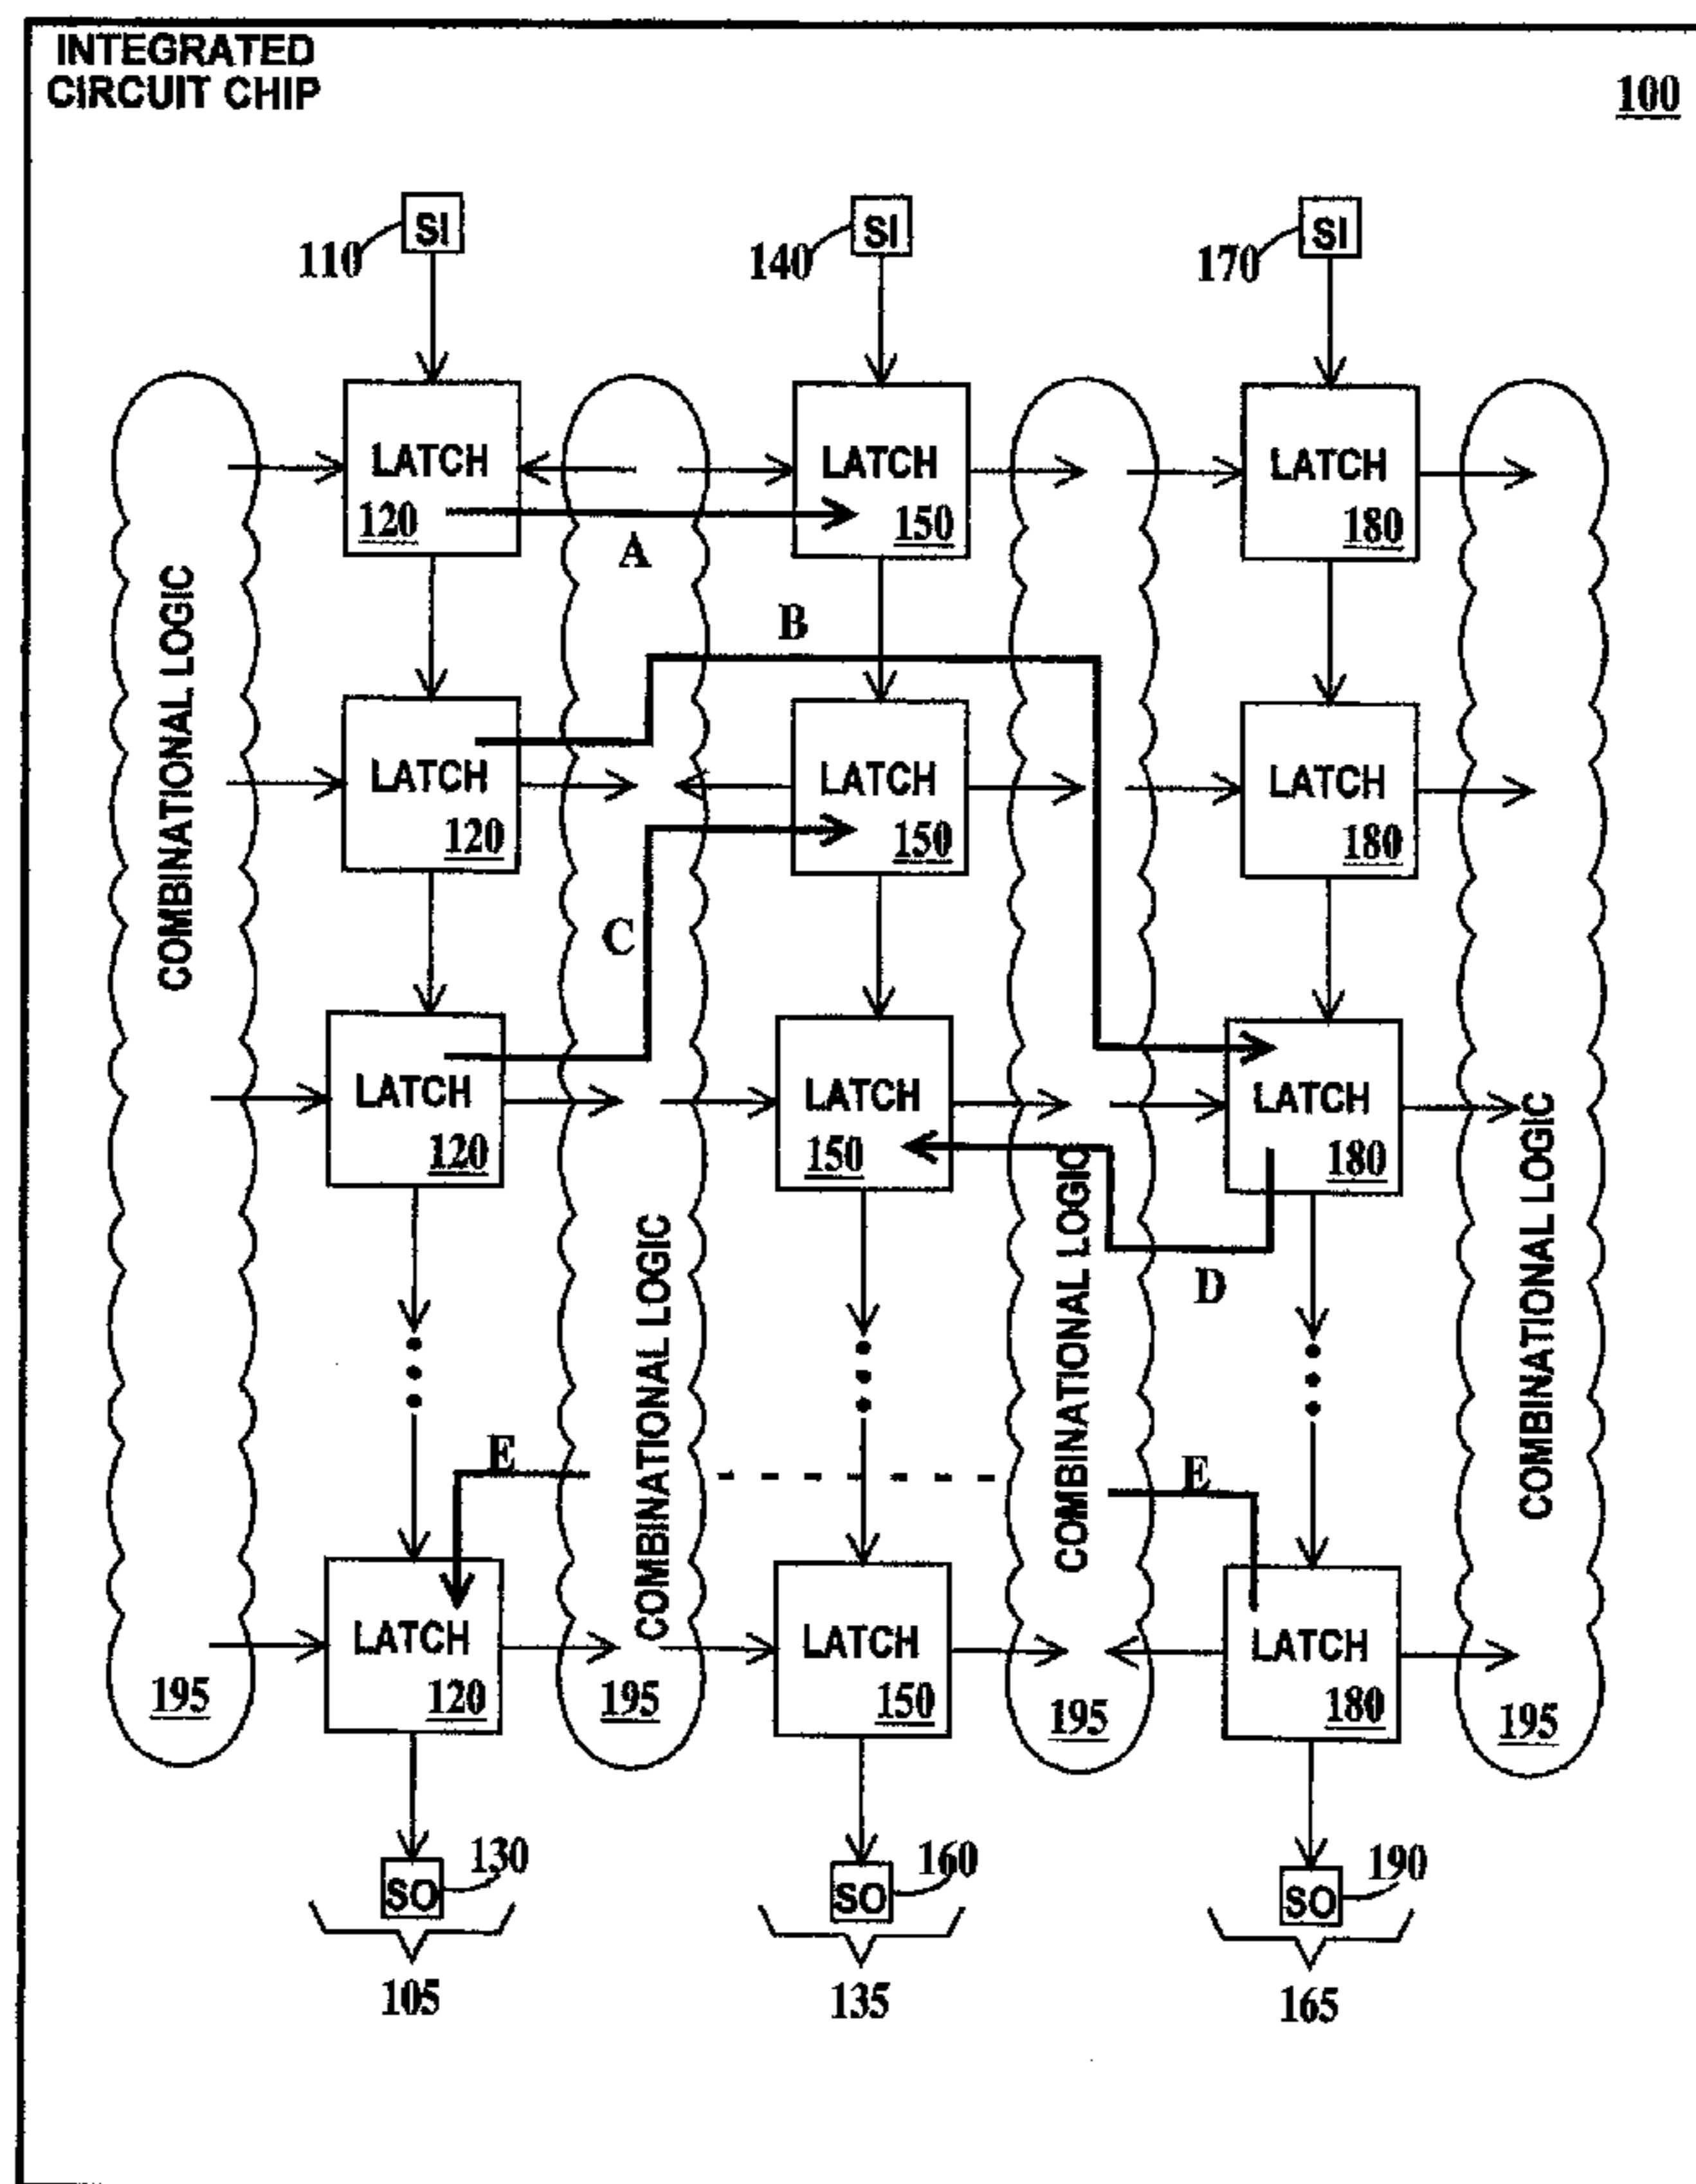 INTEGRATED
CIRCUIT CHIP
100
SI
SI
SI
110
140
170
LATCH
LATCH
LATCH
120
150
180
A
COMBINATIONAL LOGIC
B
LATCH
LATCH
LATCH
120
150
180
C
LATCH
LATCH
LATCH
120
150
180
COMBINATIONAL LOGIC
COMBINATIONAL LOGIC
COMBINATIONAL LOGIC
D
E
E
LATCH
LATCH
LATCH
120
150
180
195
195
195
195
130
160
190
SO
SO
SO
105
135
165